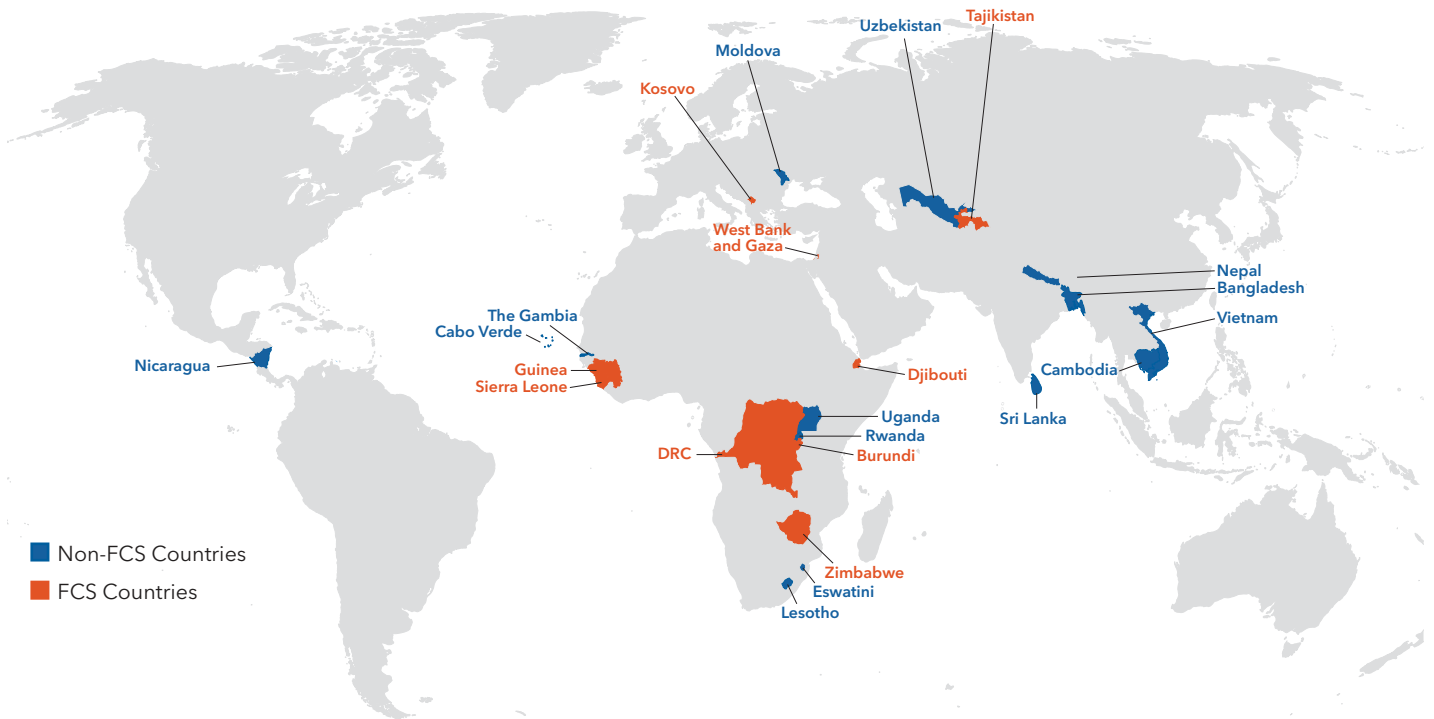 Tajikistan
Uzbekistan
Moldova
Kosovo
West Bank
and Gaza
Nepal
Bangladesh
The Gambia
Vietnam
Cabo Verde
Nicaragua
Guinea
Cambodia
Djibouti
Sierra Leone
Uganda
Sri Lanka
Rwanda
DRC
Burundi
Non-FCS Countries
Zimbabwe
FCS Countries
Eswatini
Lesotho